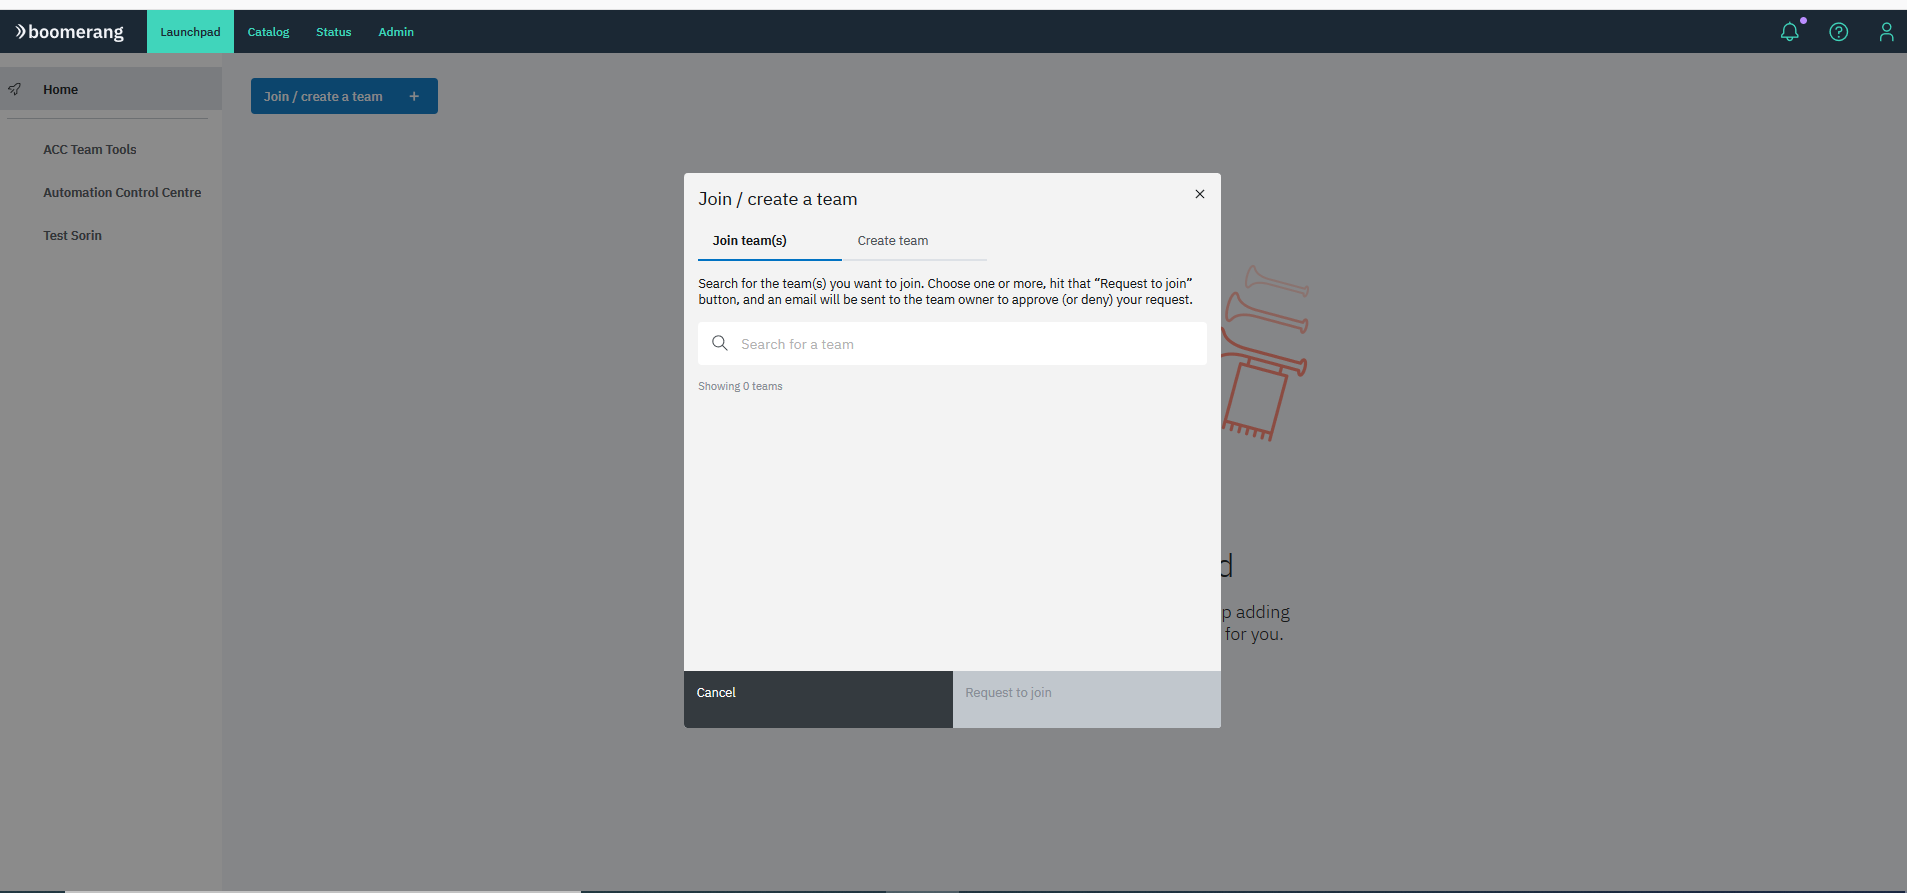 boomerang
Launchpad
Catalog
Status
Admin
Home
ACC Team Tools
Automation Control Centre
Test Sorin
Join / create a team +
Join / create a team
Join team(s)
Create team
Search for the team(s) you want to join. Choose one or more, hit that “Request to join”
button, and an email will be sent to the team owner to approve (or deny) your request.
Search for a team
Showing 0 teams
Cancel
Request to join
adding
for you.